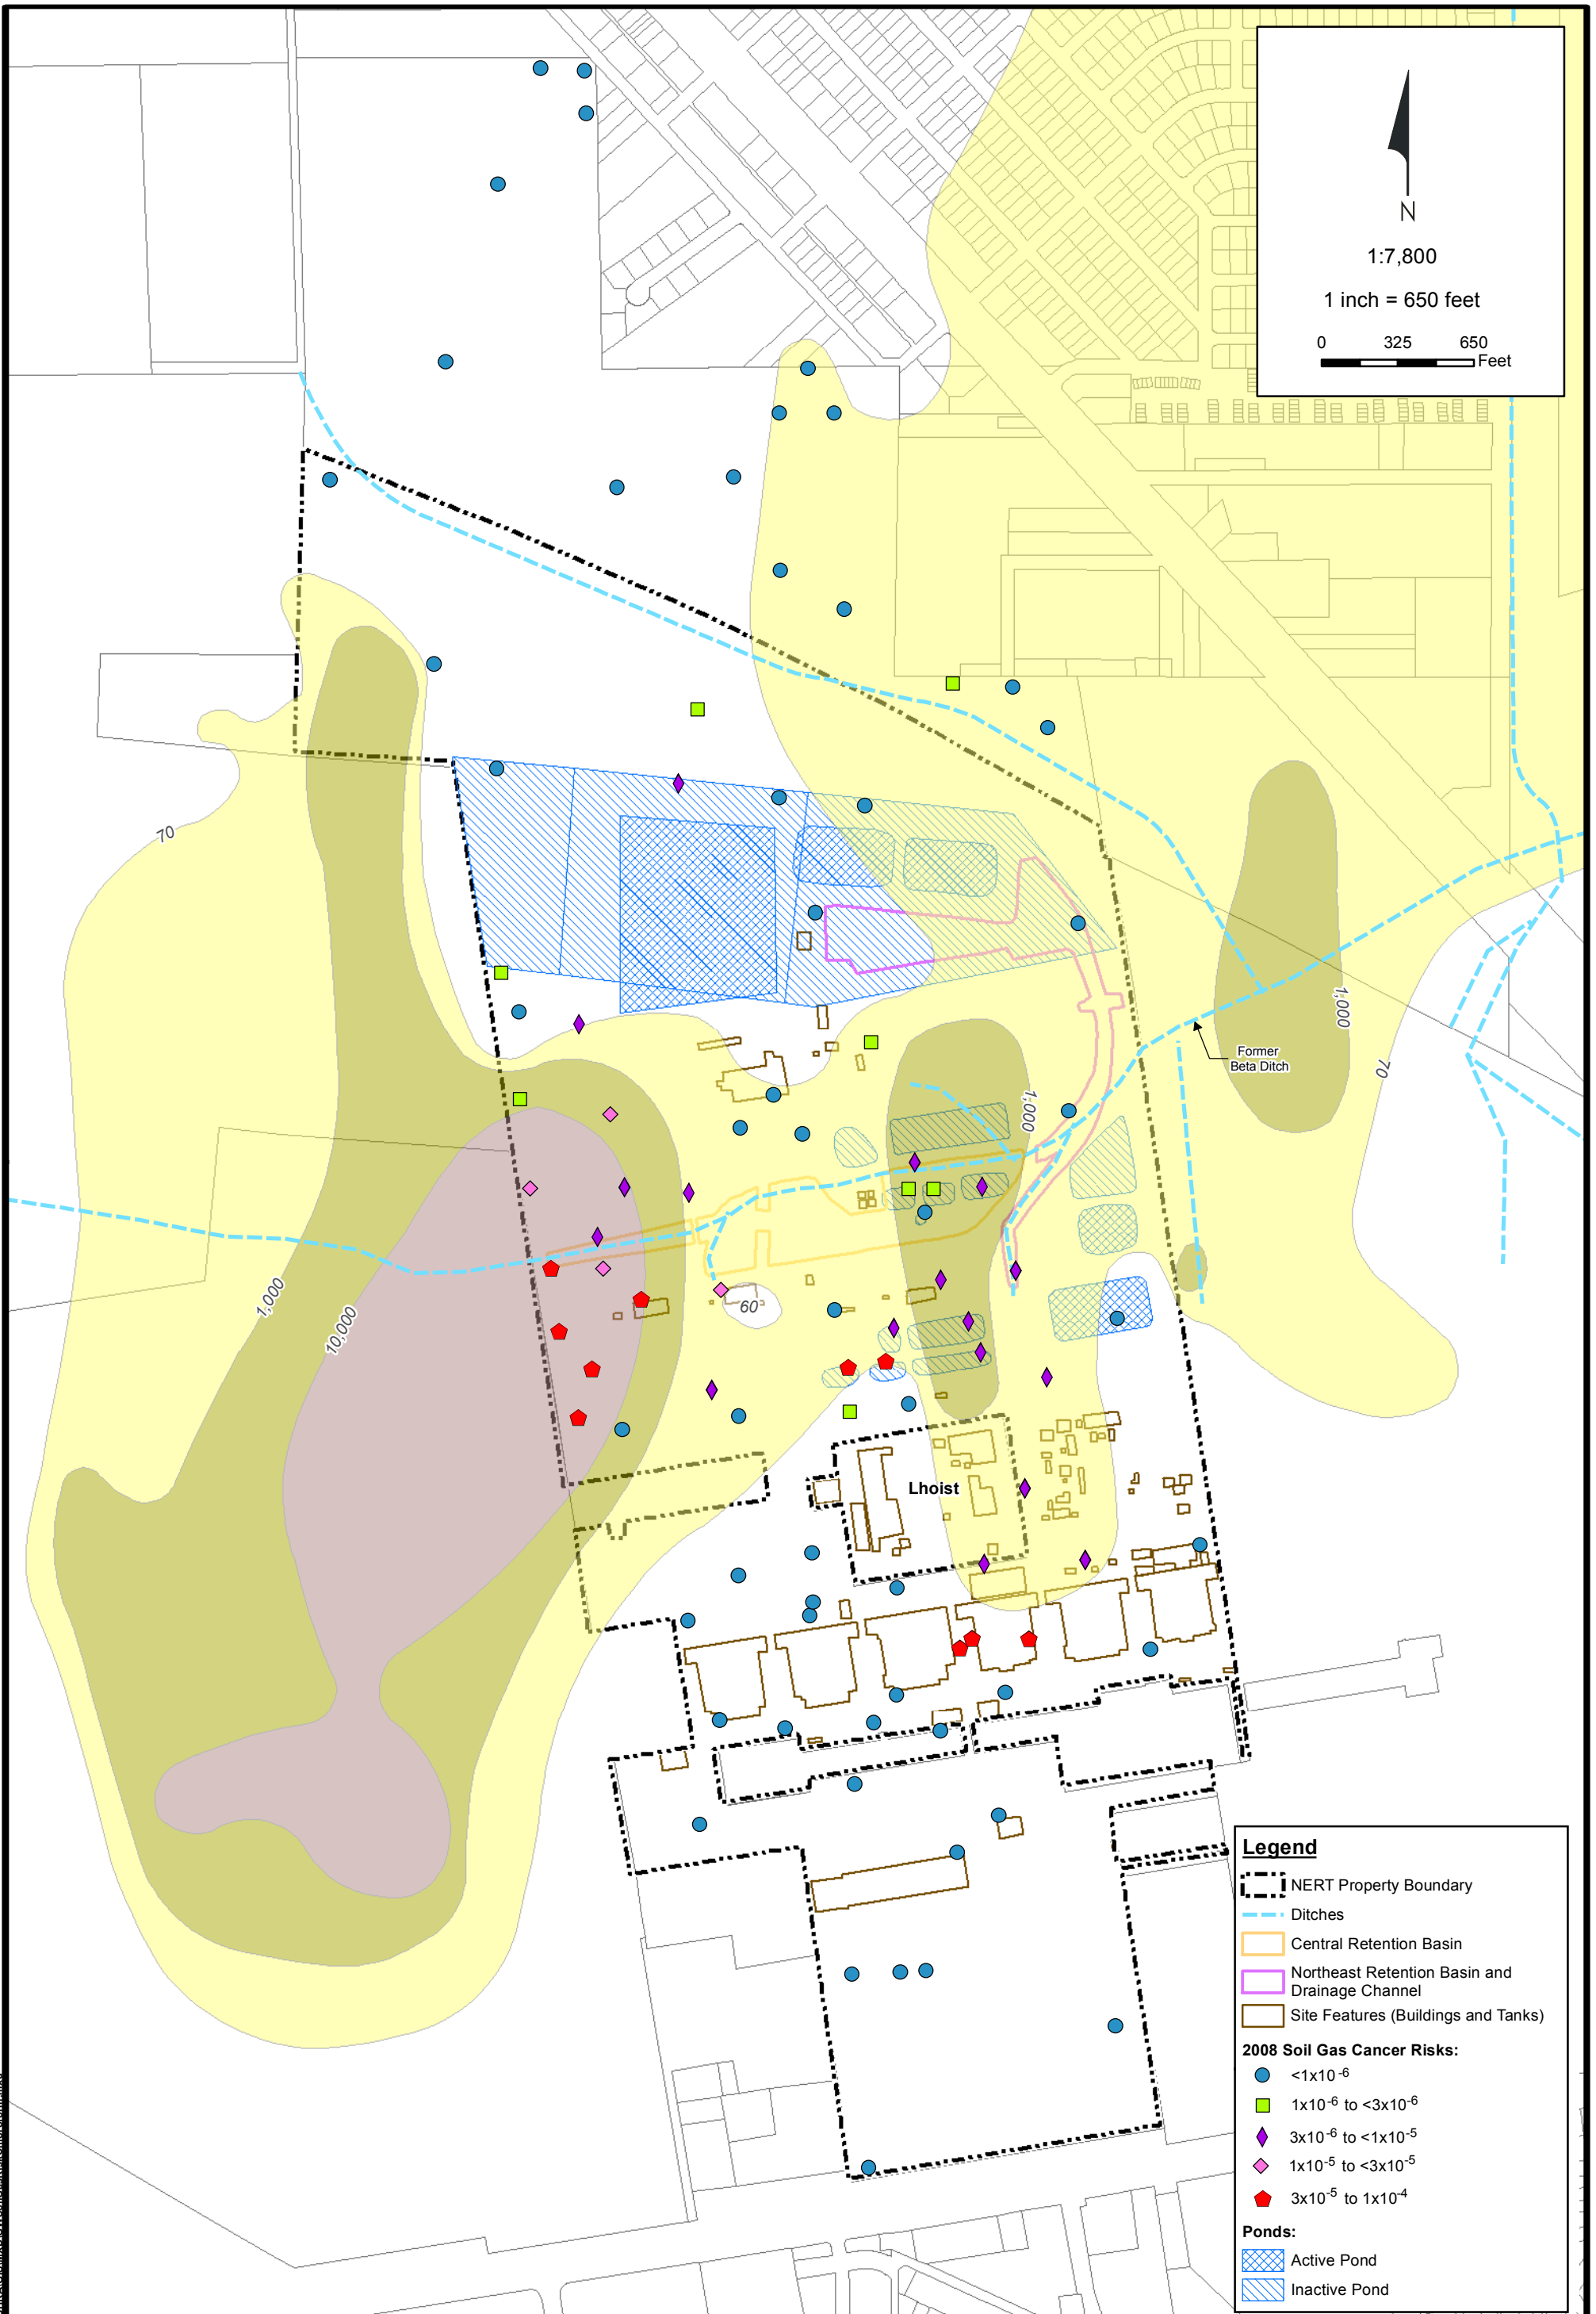 N
1:7,800
1 inch = 650 feet
0 325 650
Feet
70
1,000
70
Former
Beta Ditch
1,000
1,000
10,000
60
Lhoist
Legend
NERT Property Boundary
Ditches
Central Retention Basin
Northeast Retention Basin and
Drainage Channel
Site Features (Buildings and Tanks)
2008 Soil Gas Cancer Risks:
<1x10-6
1x10-6 to <3x10-6
3x10-6 to <1x10-5
1x10-5 to <3x10-5
3x10-5 to 1x10-4
Ponds:
Active Pond
Inactive Pond